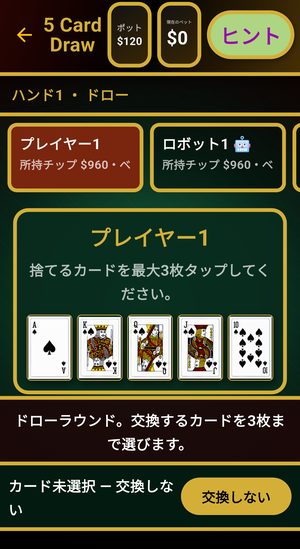 5 Card Draw
ポット
$120
現在のベット
$0
ヒント
ハンド1 • ドロー
プレイヤー1
所持チップ $960 • ベ
ロボット1
所持チップ $960 • ベ
プレイヤー1
捨てるカードを最大3枚タップしてく
ださい。
A
K
Q
J
10
ドローラウンド。交換するカードを3枚ま
で選びます。
カード未選択 — 交換しな
い
交換しない